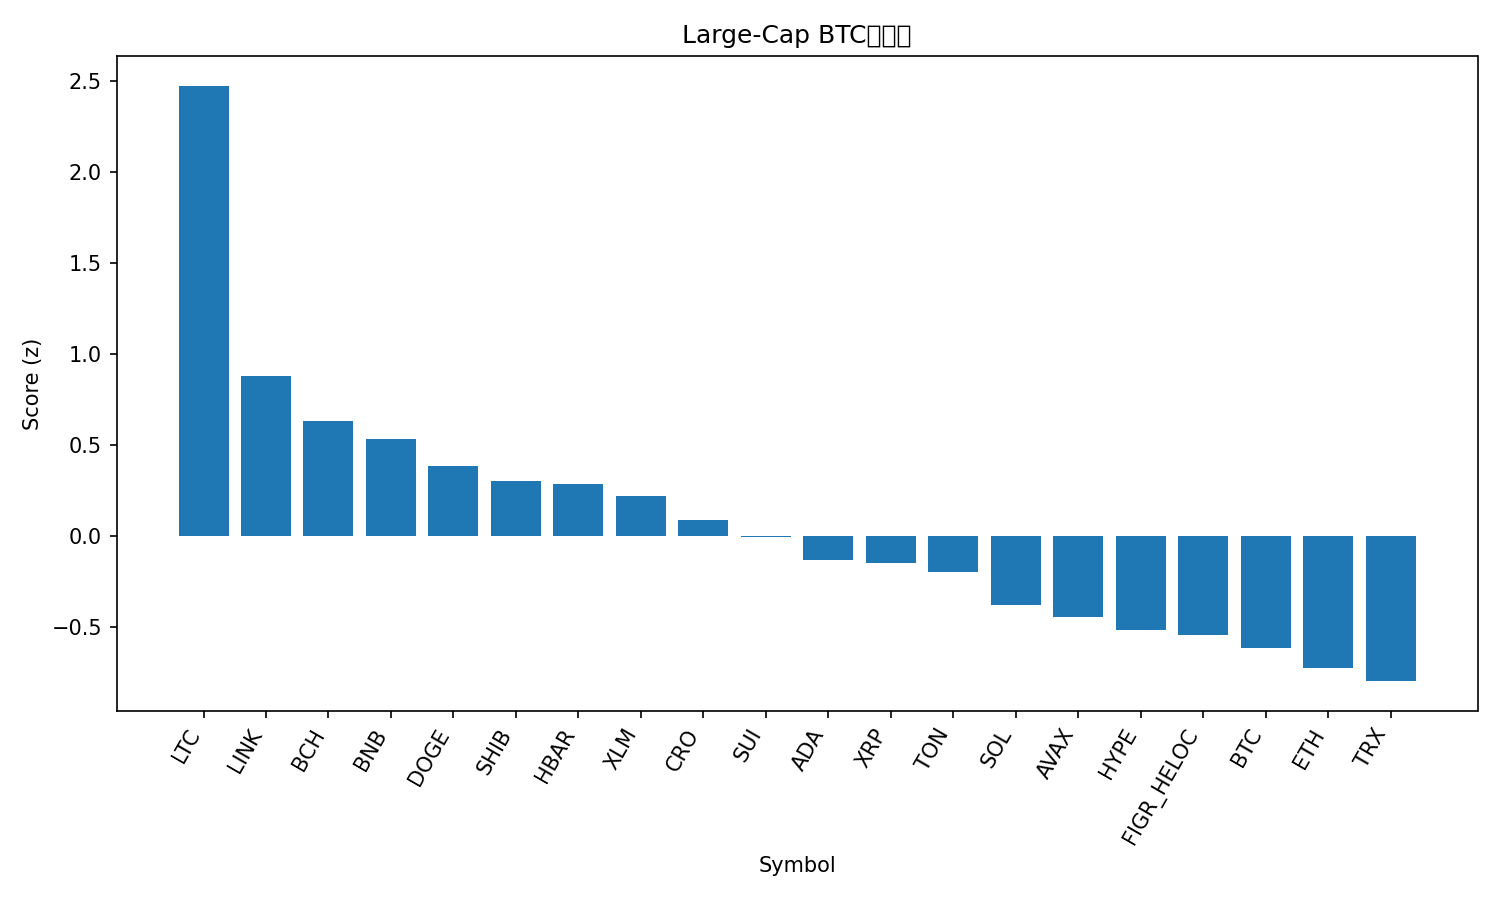 Large-Cap BTC
Score (z)
2.5
2.0
1.5
1.0
0.5
0.0
−0.5
LTC
LINK
BCH
BNB
DOGE
SHIB
HBAR
XLM
CRO
SUI
ADA
XRP
TON
SOL
AVAX
HYPE
FIGR_HELOC
BTC
ETH
TRX
Symbol